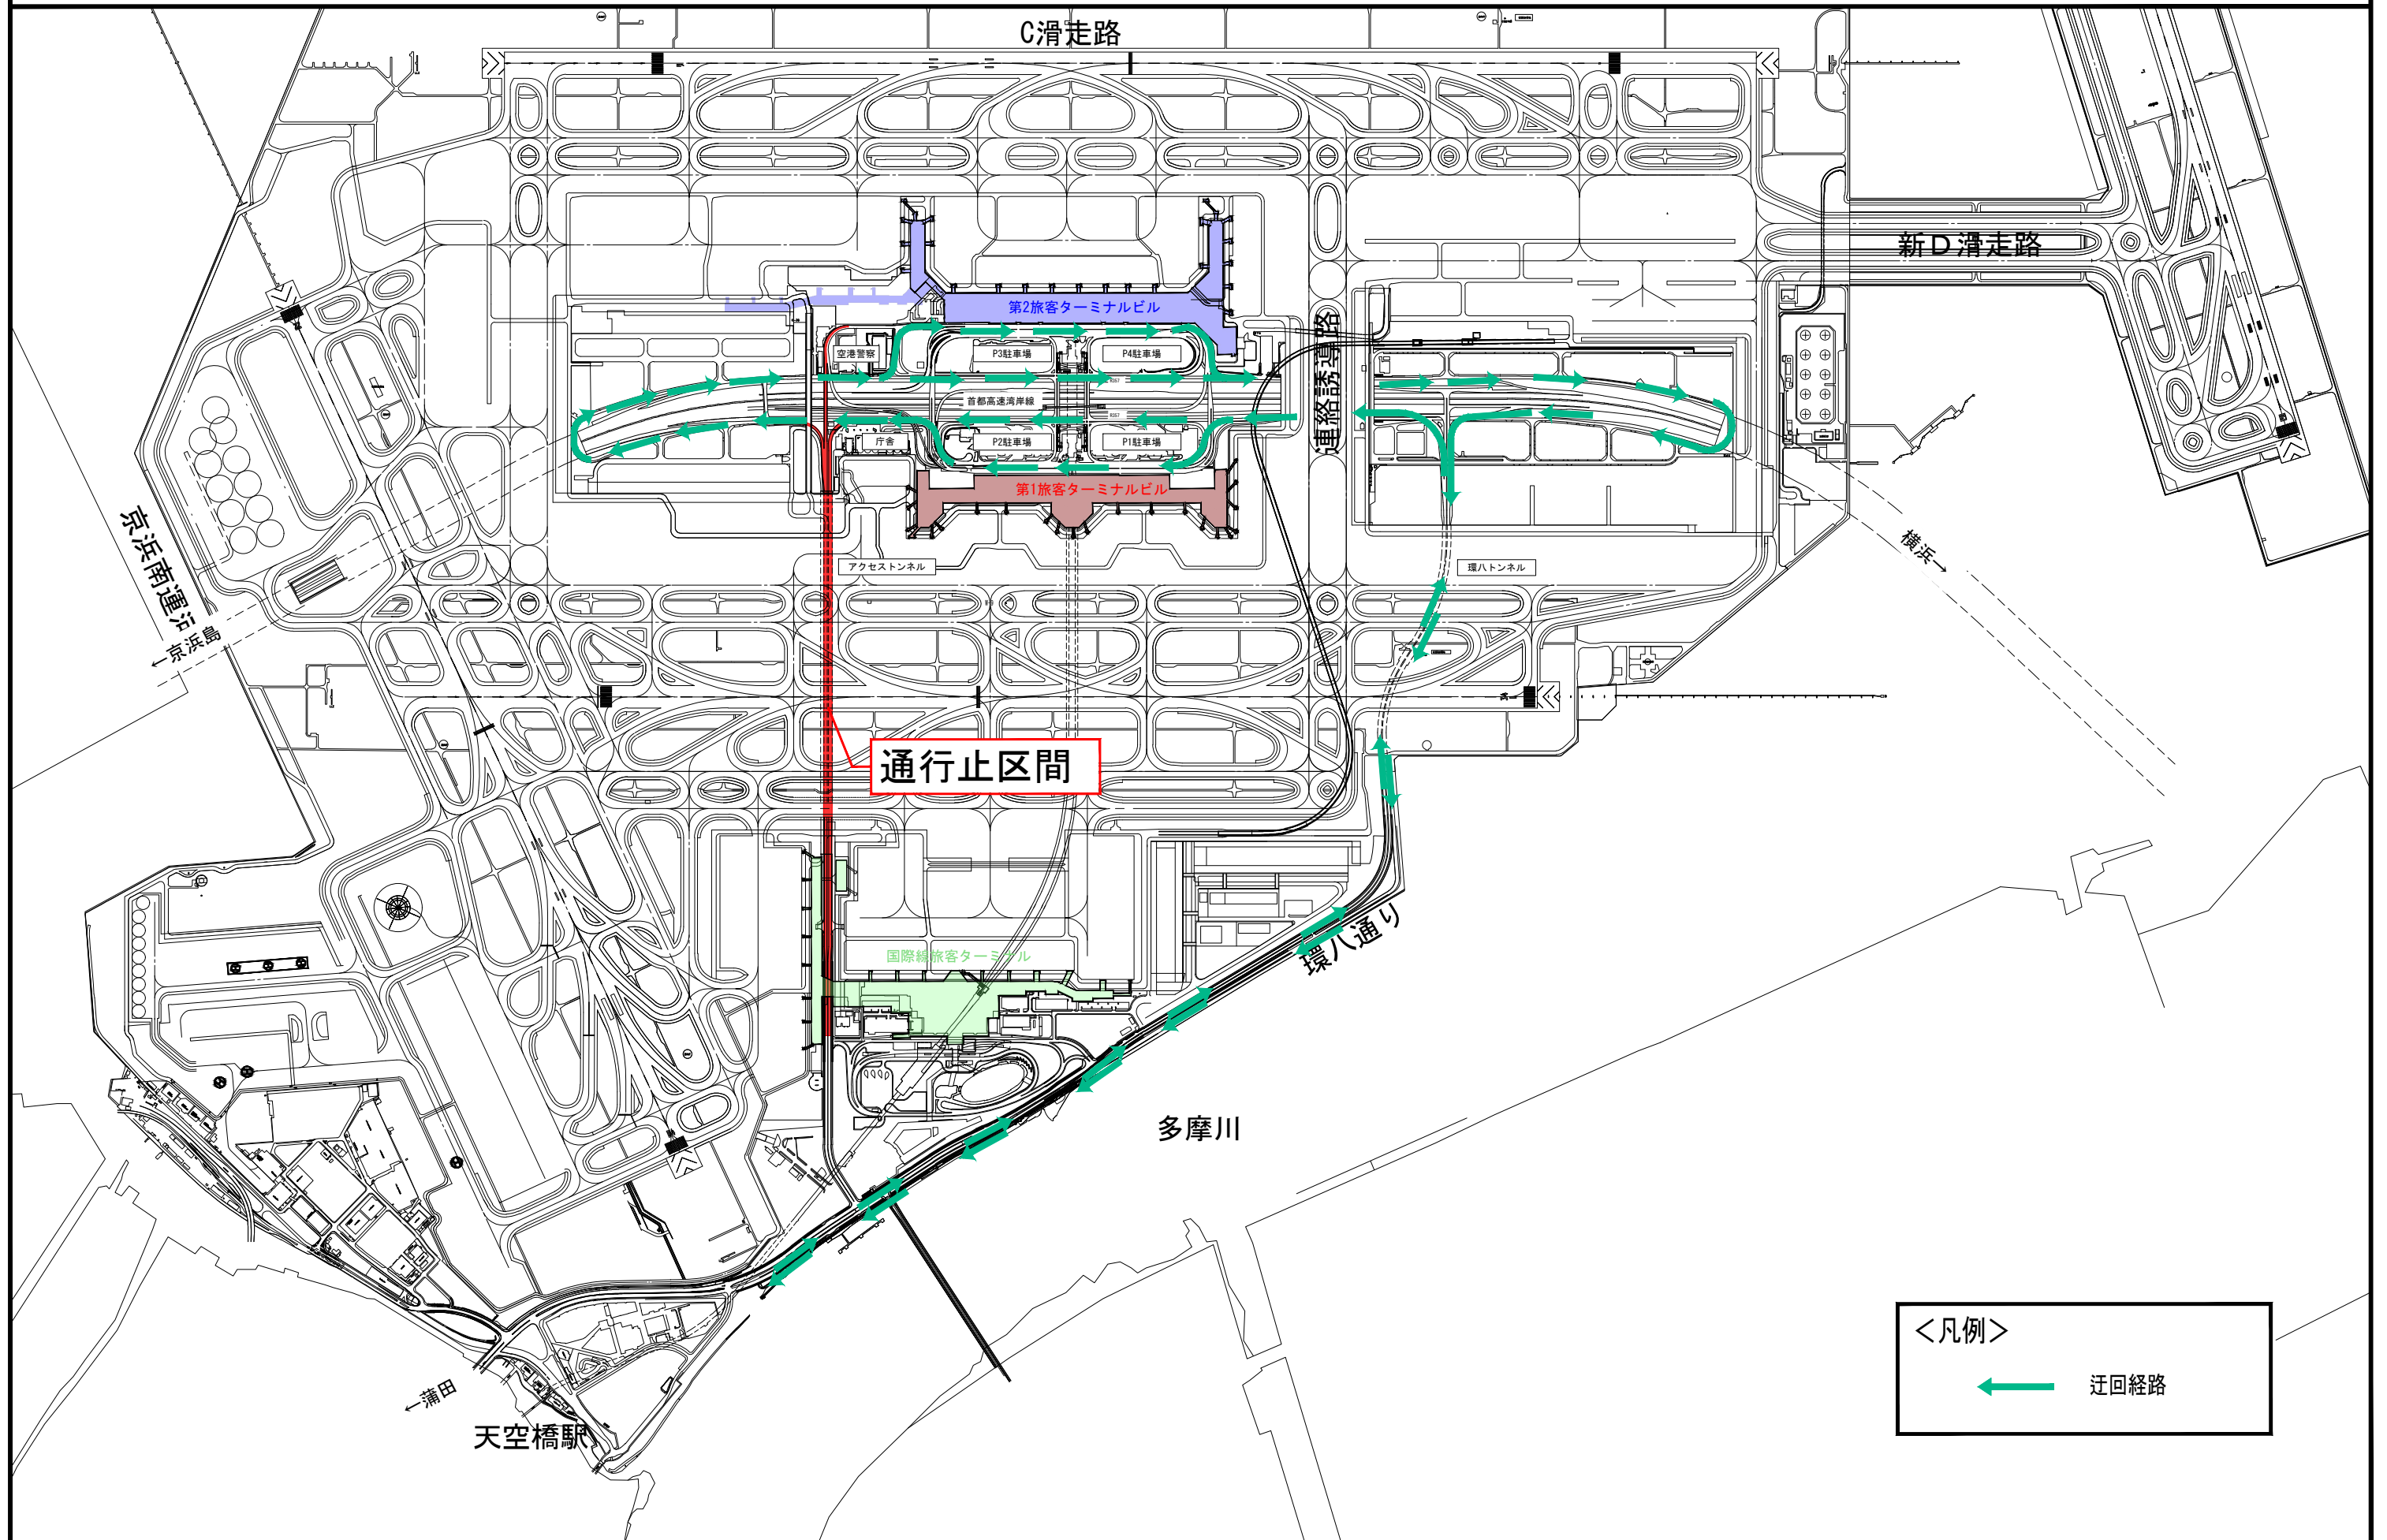 C滑走路
新D滑走路
第2旅客ターミナルビル
連絡誘導路
空港警察
P3駐車場
P4駐車場
R357
首都高速湾岸線
R357
庁舎
P2駐車場
P1駐車場
第1旅客ターミナルビル
京浜南運河
←京浜島
横浜→
アクセストンネル
環八トンネル
通行止区間
国際線旅客ターミナル
環八通り
多摩川
←蒲田
天空橋駅
<凡例>
迂回経路